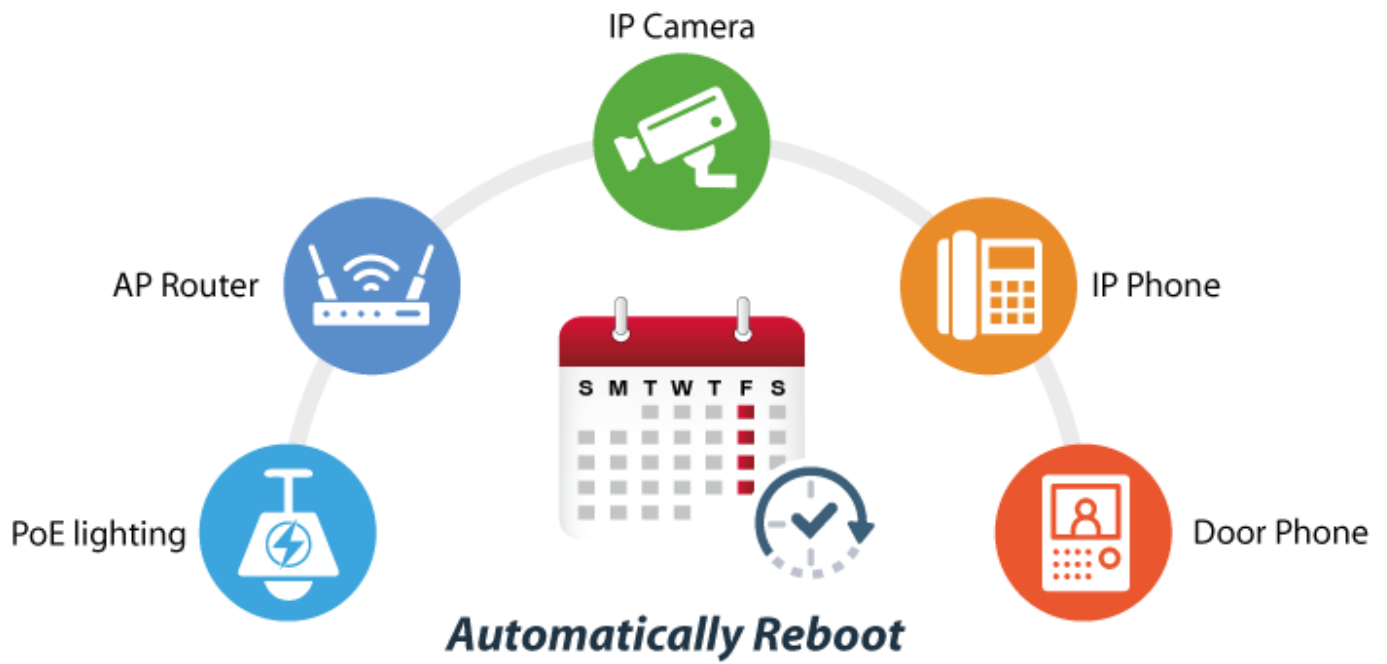 IP Camera
AP Router
IP Phone
S M T W T F S
PoE lighting
Door Phone
Automatically Reboot